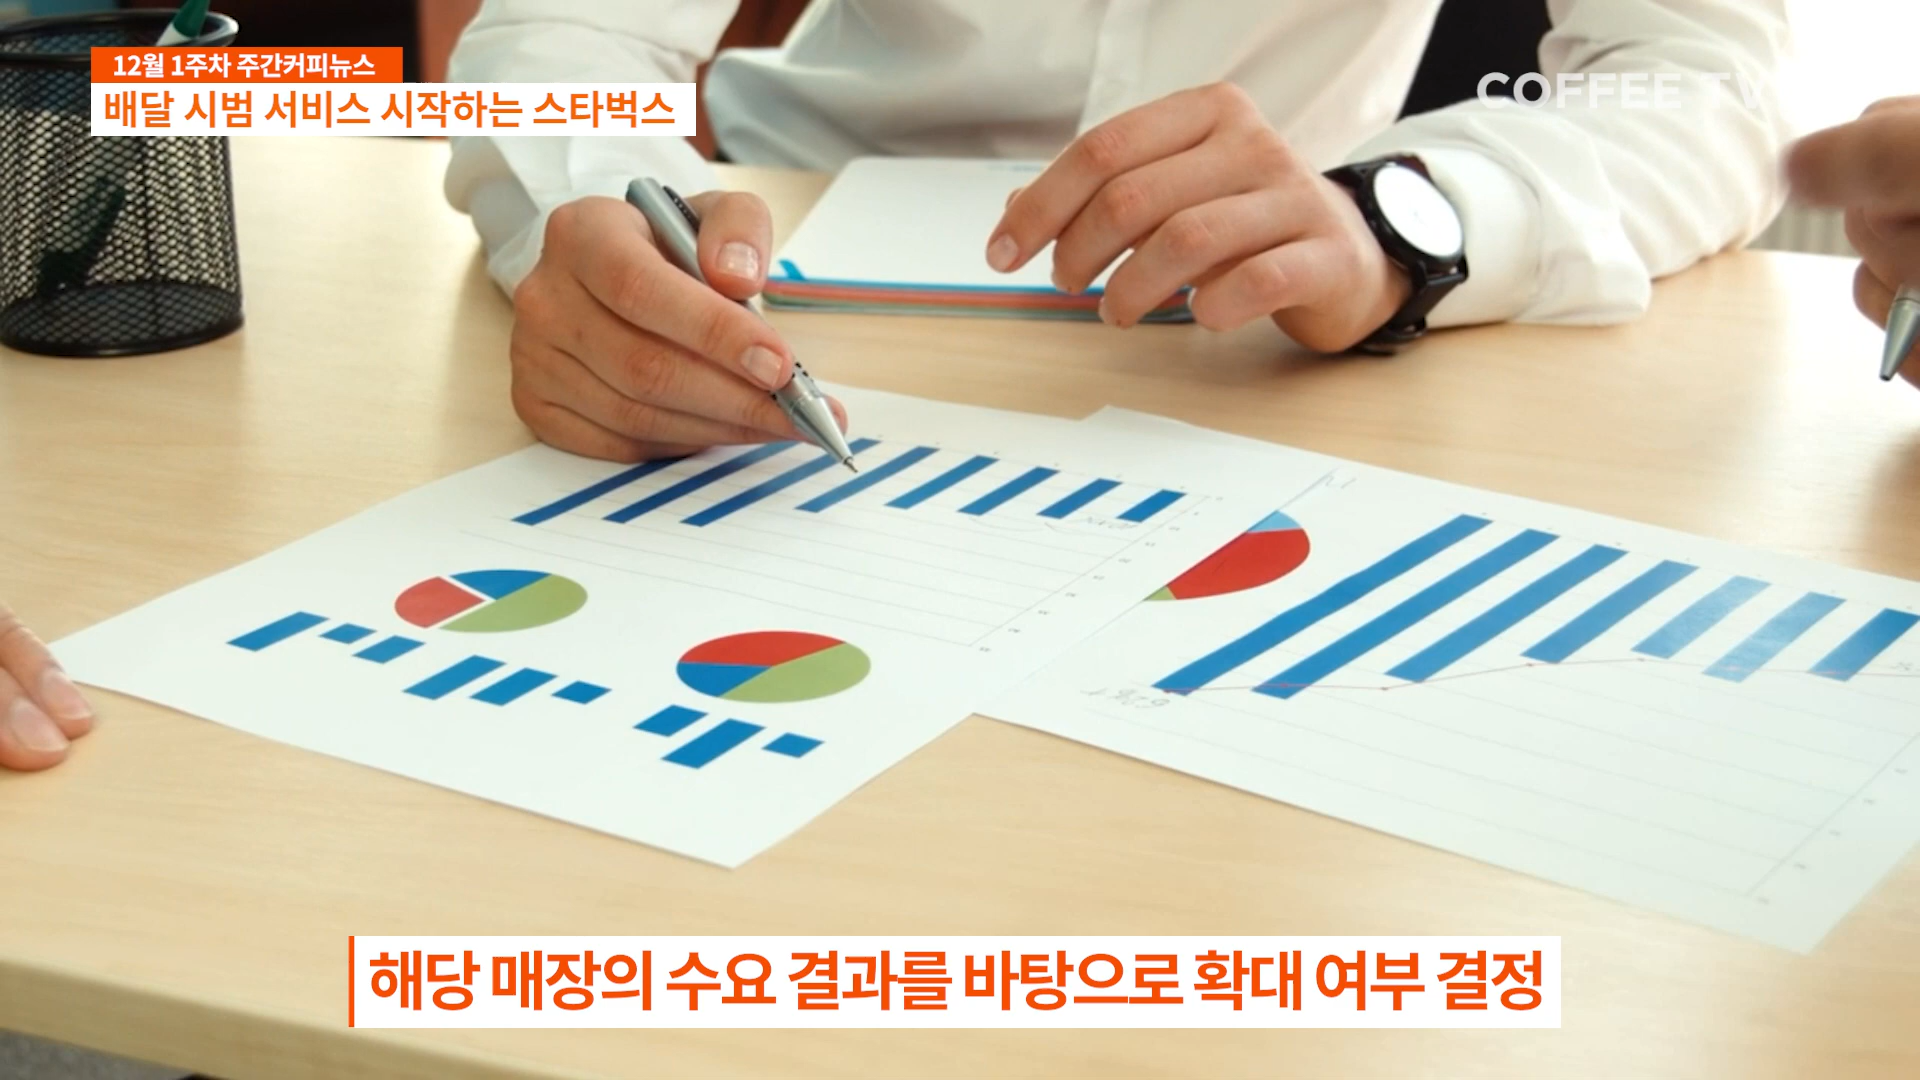 12월 1주차 주간커피뉴스
배달 시범 서비스 시작하는 스타벅스
COFFEE TV
해당 매장의 수요 결과를 바탕으로 확대 여부 결정